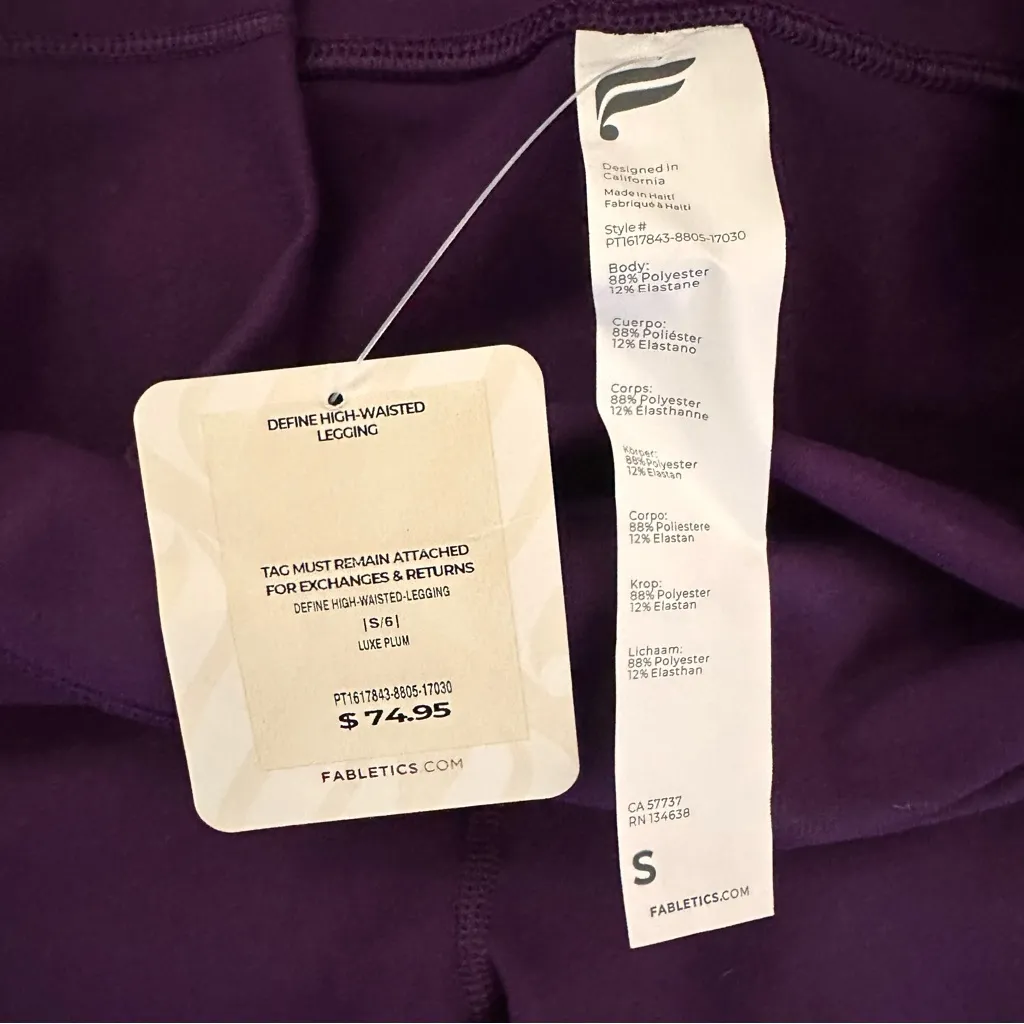 DEFINE HIGH-WAISTED
LEGGING
TAG MUST REMAIN ATTACHED
FOR EXCHANGES & RETURNS
DEFINE HIGH-WAISTED-LEGGING
|S/6|
LUXE PLUM
PT1617843-8805-17030
$ 74.95
FABLETICS.COM
Designed in
California
Made in Haiti
Fabriqué à Haïti
Style#
PT1617843-8805-17030
Body:
88% Polyester
12% Elastane
Cuerpo:
88% Poliéster
12% Elastano
Corps:
88% Polyester
12% Élasthanne
Körper:
88% Polyester
12% Elastan
Corpo:
88% Poliestere
12% Elastan
Krop:
88% Polyester
12% Elastan
Lichaam:
88% Polyester
12% Elasthan
CA 57737
RN 134638
S
FABLETICS.COM